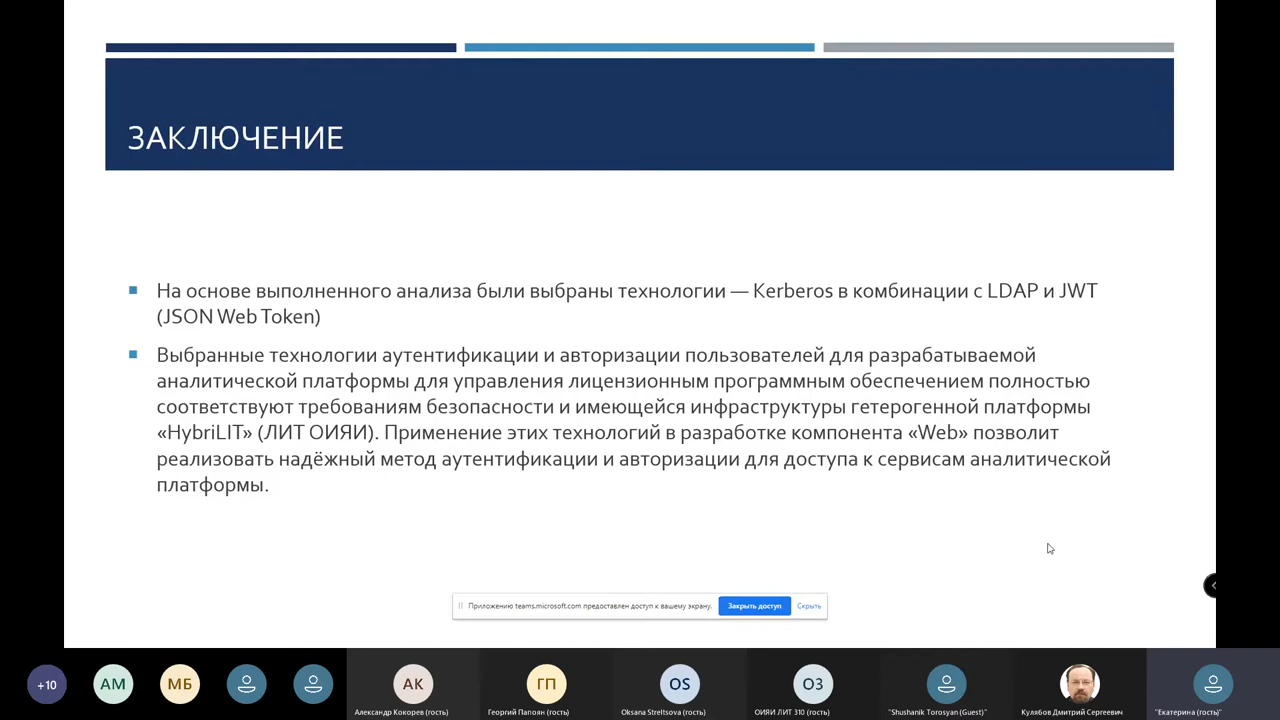 ЗАКЛЮЧЕНИЕ
На основе выполненного анализа были выбраны технологии — Kerberos в комбинации с LDAP и JWT
(JSON Web Token)
Выбранные технологии аутентификации и авторизации пользователей для разрабатываемой
аналитической платформы для управления лицензионным программным обеспечением полностью
соответствуют требованиям безопасности и имеющейся инфраструктуры гетерогенной платформы
«HybriLIT» (ЛИТ ОИЯИ). Применение этих технологий в разработке компонента «Web» позволит
реализовать надёжный метод аутентификации и авторизации для доступа к сервисам аналитической
платформы.
Приложению teams.microsoft.com предоставлен доступ к вашему экрану. Закрыть доступ Скрыть
+10 АМ МБ АК ГП OS ОЗ
Александр Кокорев (гость) Георгий Папоян (гость) Oksana Streltsova (гость) ОИЯИ ЛИТ 310 (гость) "Shushanik Torosyan (Guest)" Кулябов Дмитрий Сергеевич "Екатерина (гость)"